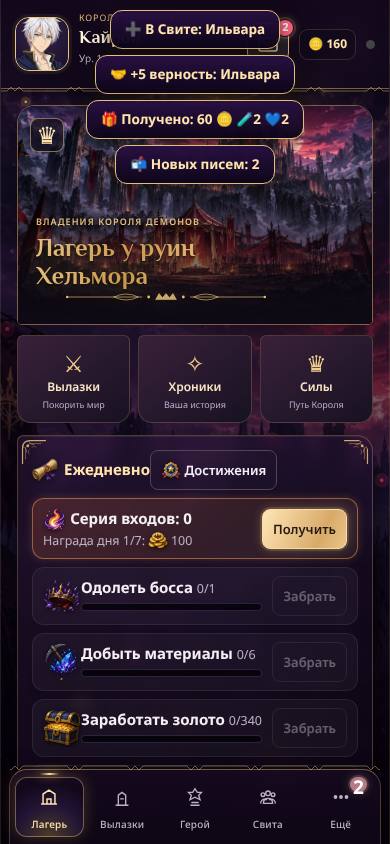 КОРОЛ
Кай
Ур.
➕ В Свите: Ильвара
2
🪙 160
🤝 +5 верность: Ильвара
🎁 Получено: 60 🪙 🧪2 💙2
📬 Новых писем: 2
ВЛАДЕНИЯ КОРОЛЯ ДЕМОНОВ
Лагерь у руин
Хельмора
Вылазки
Покорить мир
Хроники
Ваша история
Силы
Путь Короля
Ежедневно
Достижения
Серия входов: 0
Награда дня 1/7: 100
Получить
Одолеть босса 0/1
Забрать
Добыть материалы 0/6
Забрать
Заработать золото 0/340
Забрать
Лагерь
Вылазки
Герой
Свита
Ещё
2